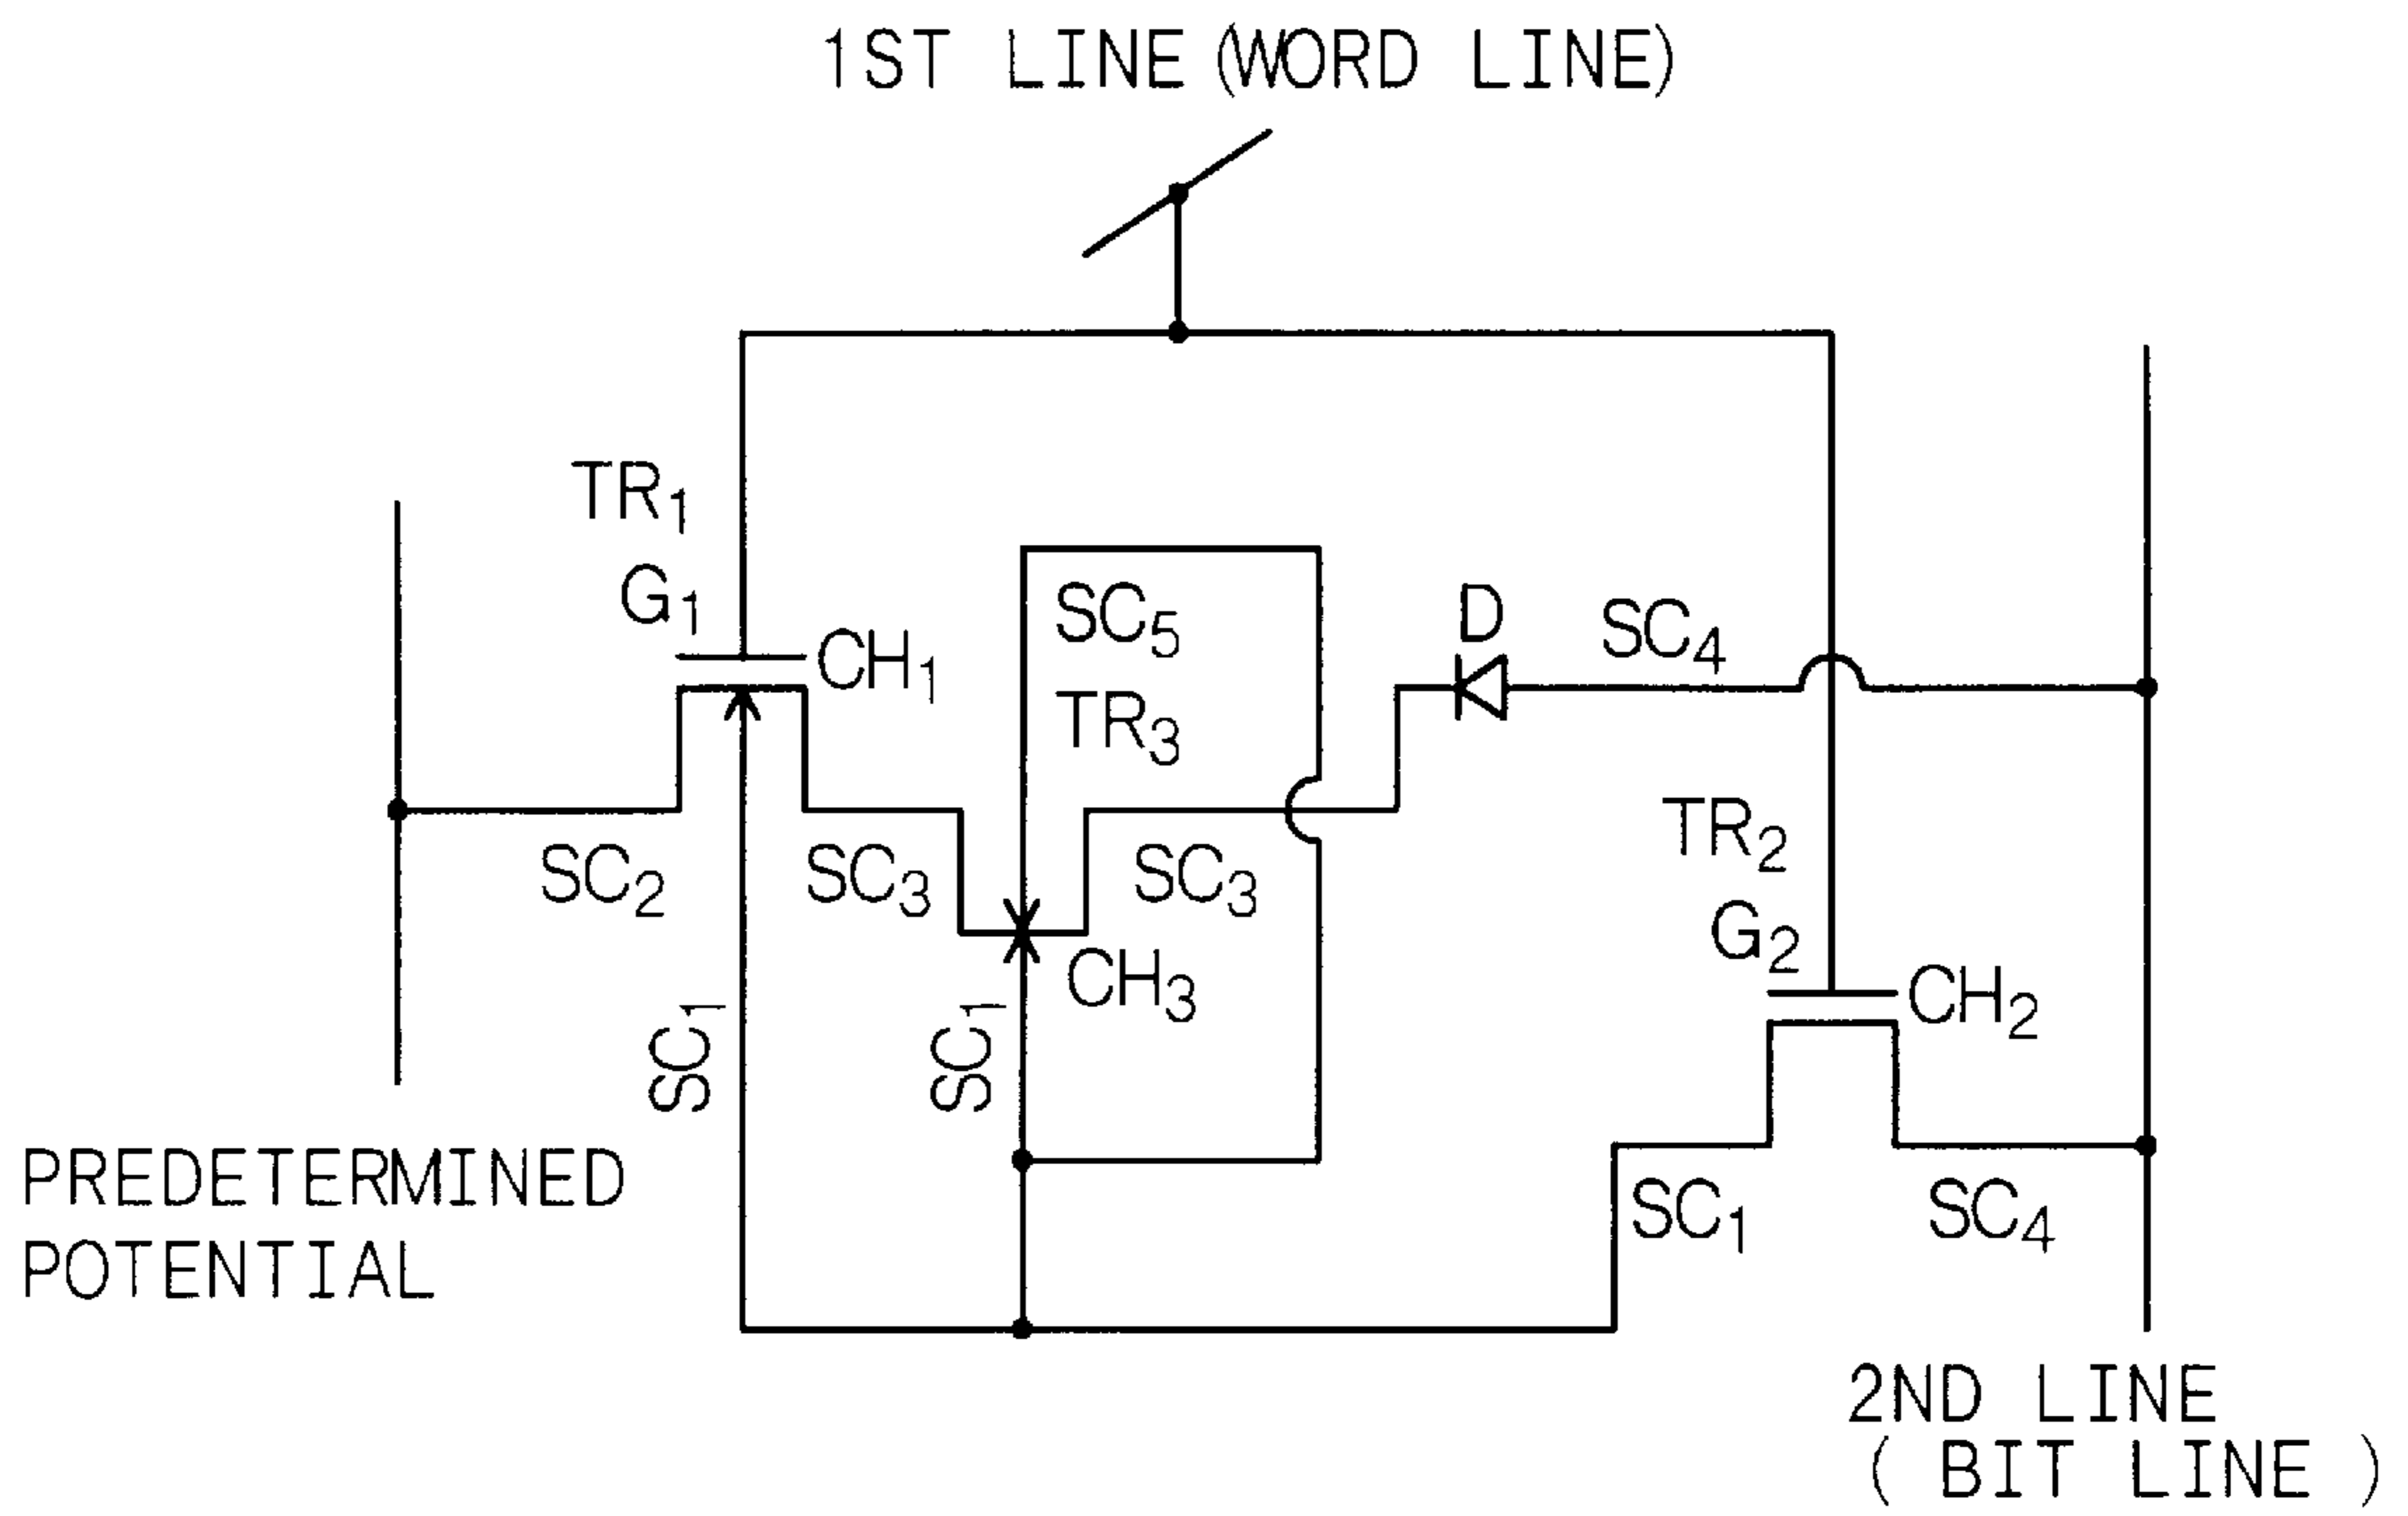 1ST LINE (WORD LINE)
TR1
G1
CH1
SC5
TR3
D
SC4
SC2
SC3
SC3
TR2
G2
CH2
CH3
SC1
SC1
SC1
SC4
PREDETERMINED
POTENTIAL
2ND LINE
( BIT LINE )